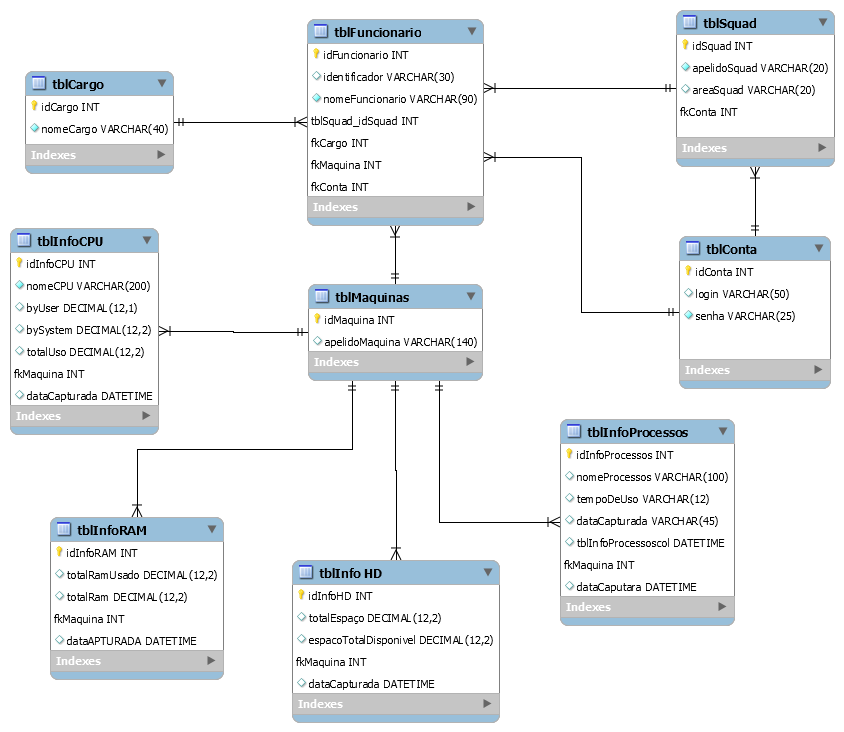 tblFuncionario
idFuncionario INT
identificador VARCHAR(30)
nomeFuncionario VARCHAR(90)
tblSquad_idSquad INT
fkCargo INT
fkMaquina INT
fkConta INT
Indexes
tblSquad
idSquad INT
apelidoSquad VARCHAR(20)
areaSquad VARCHAR(20)
fkConta INT
Indexes
tblCargo
idCargo INT
nomeCargo VARCHAR(40)
Indexes
tblInfoCPU
idInfoCPU INT
nomeCPU VARCHAR(200)
byUser DECIMAL(12,1)
bySystem DECIMAL(12,2)
totalUso DECIMAL(12,2)
fkMaquina INT
dataCapturada DATETIME
Indexes
tblMaquinas
idMaquina INT
apelidoMaquina VARCHAR(140)
Indexes
tblConta
idConta INT
login VARCHAR(50)
senha VARCHAR(25)
Indexes
tblInfoProcessos
idInfoProcessos INT
nomeProcessos VARCHAR(100)
tempoDeUso VARCHAR(12)
dataCapturada VARCHAR(45)
tblInfoProcessoscol DATETIME
fkMaquina INT
dataCaputara DATETIME
Indexes
tblInfoRAM
idInfoRAM INT
totalRamUsado DECIMAL(12,2)
totalRam DECIMAL(12,2)
fkMaquina INT
dataAPTURADA DATETIME
Indexes
tblInfo HD
idInfoHD INT
totalEspaço DECIMAL(12,2)
espacoTotalDisponivel DECIMAL(12,2)
fkMaquina INT
dataCapturada DATETIME
Indexes